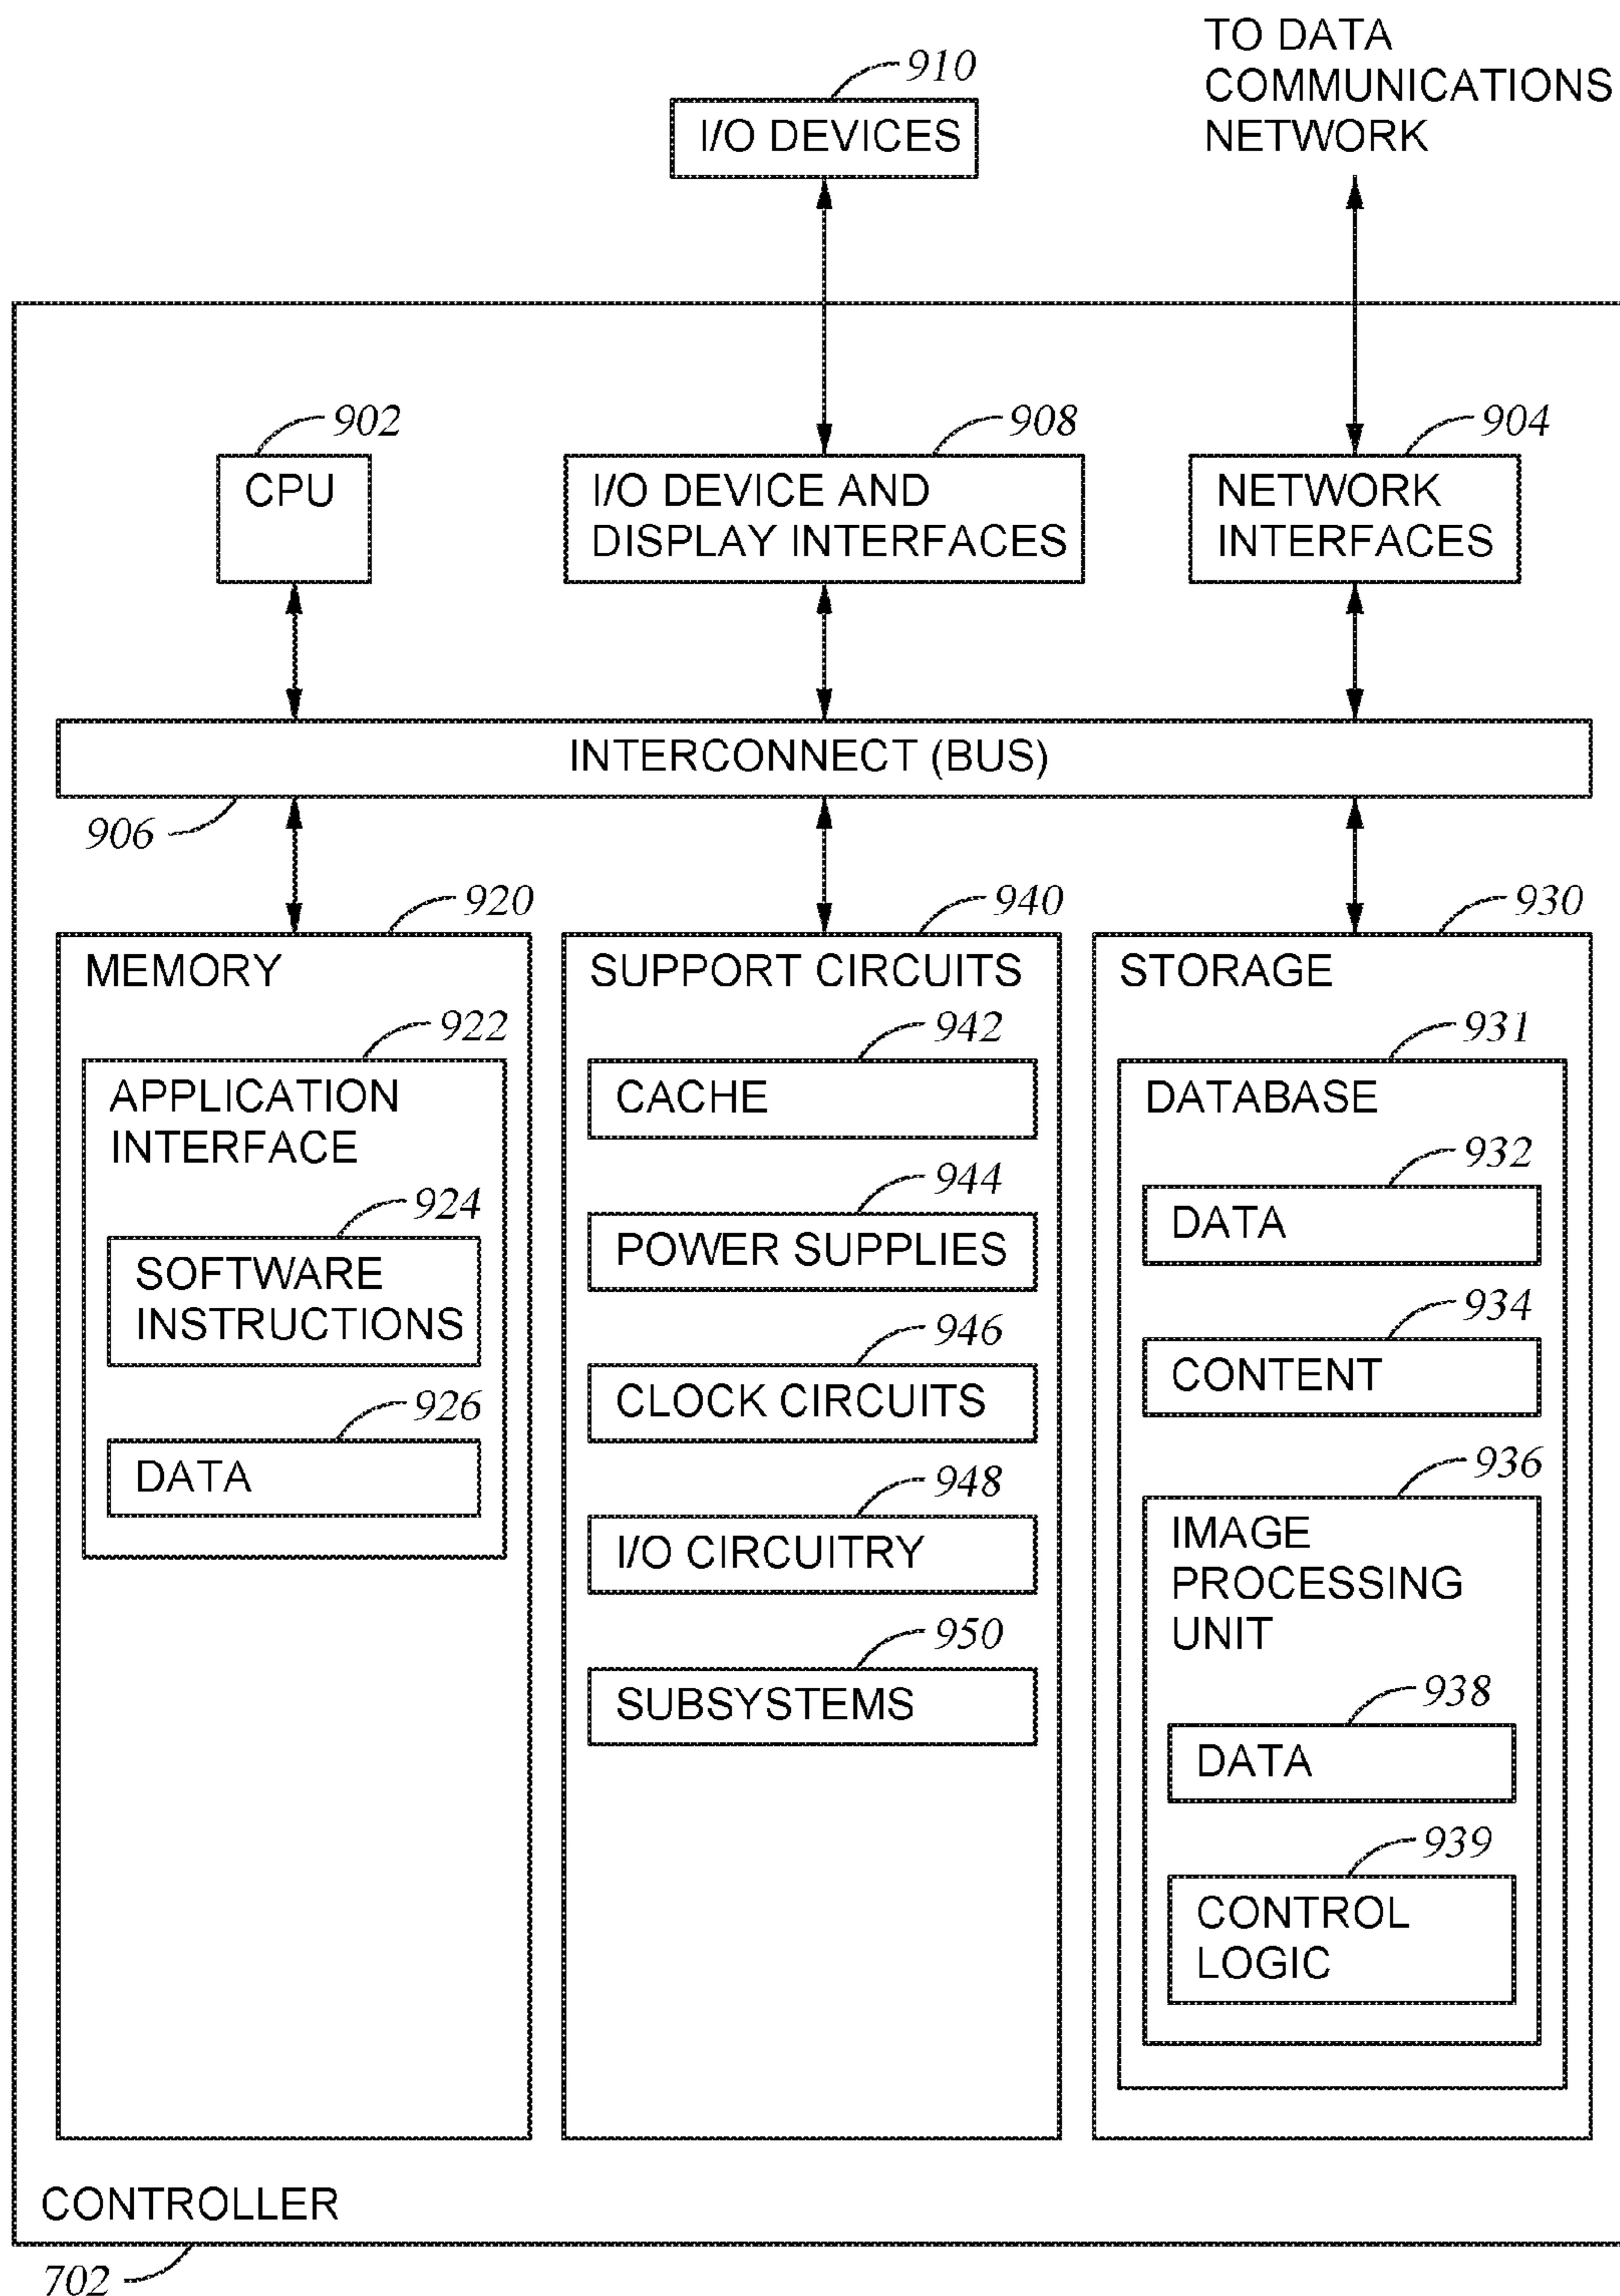 TO DATA
COMMUNICATIONS
NETWORK
910
I/O DEVICES
902
CPU
908
I/O DEVICE AND
DISPLAY INTERFACES
904
NETWORK
INTERFACES
INTERCONNECT (BUS)
906
920
MEMORY
922
APPLICATION
INTERFACE
924
SOFTWARE
INSTRUCTIONS
926
DATA
940
SUPPORT CIRCUITS
942
CACHE
944
POWER SUPPLIES
946
CLOCK CIRCUITS
948
I/O CIRCUITRY
950
SUBSYSTEMS
930
STORAGE
931
DATABASE
932
DATA
934
CONTENT
936
IMAGE
PROCESSING
UNIT
938
DATA
939
CONTROL
LOGIC
CONTROLLER
702